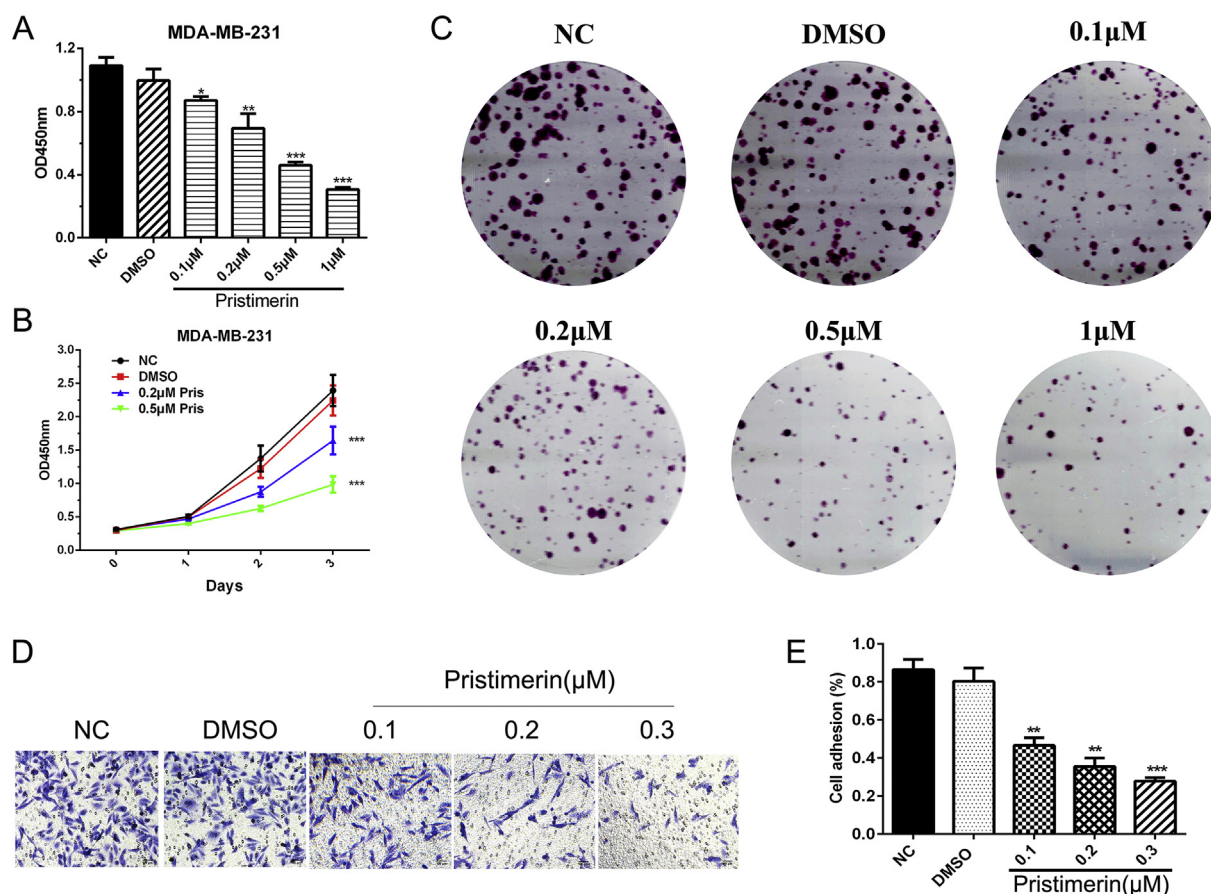 A
MDA-MB-231
OD450nm
1.2
0.8
0.4
0.0
*
**
***
***
NC
DMSO
0.1μM
0.2μM
0.5μM
1μM
Pristimerin
B
MDA-MB-231
OD450nm
3.0
2.5
2.0
1.5
1.0
0.5
0.0
NC
DMSO
0.2μM Pris
0.5μM Pris
***
***
0
1
2
3
Days
C
NC
DMSO
0.1μM
0.2μM
0.5μM
1μM
D
Pristimerin(μM)
NC
DMSO
0.1
0.2
0.3
E
Cell adhesion (%)
1.0
0.8
0.6
0.4
0.2
0.0
**
**
***
NC
DMSO
0.1
0.2
0.3
Pristimerin(μM)